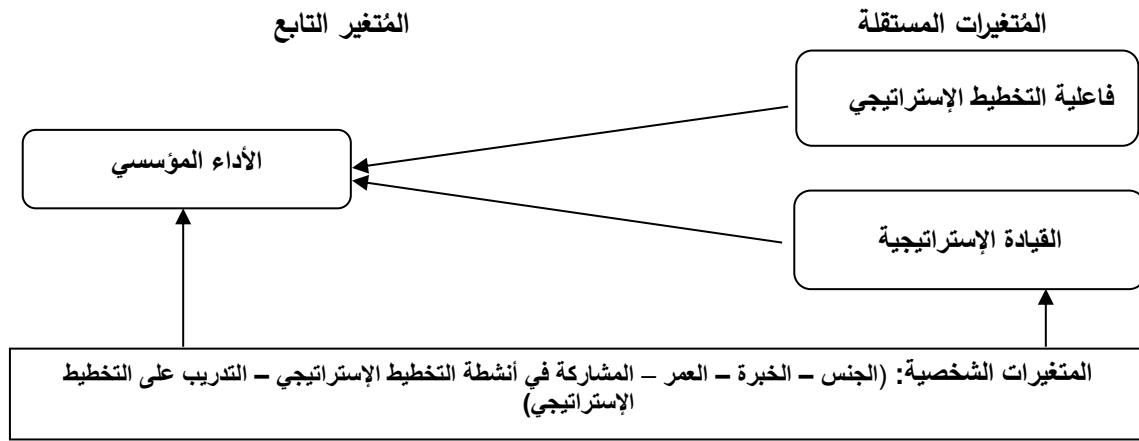 المُتغيرات المستقلة
المُتغير التابع
فاعلية التخطيط الإستراتيجي
الأداء المؤسسي
القيادة الإستراتيجية
المتغيرات الشخصية: (الجنس – الخبرة – العمر – المشاركة في أنشطة التخطيط الإستراتيجي – التدريب على التخطيط
الإستراتيجي)